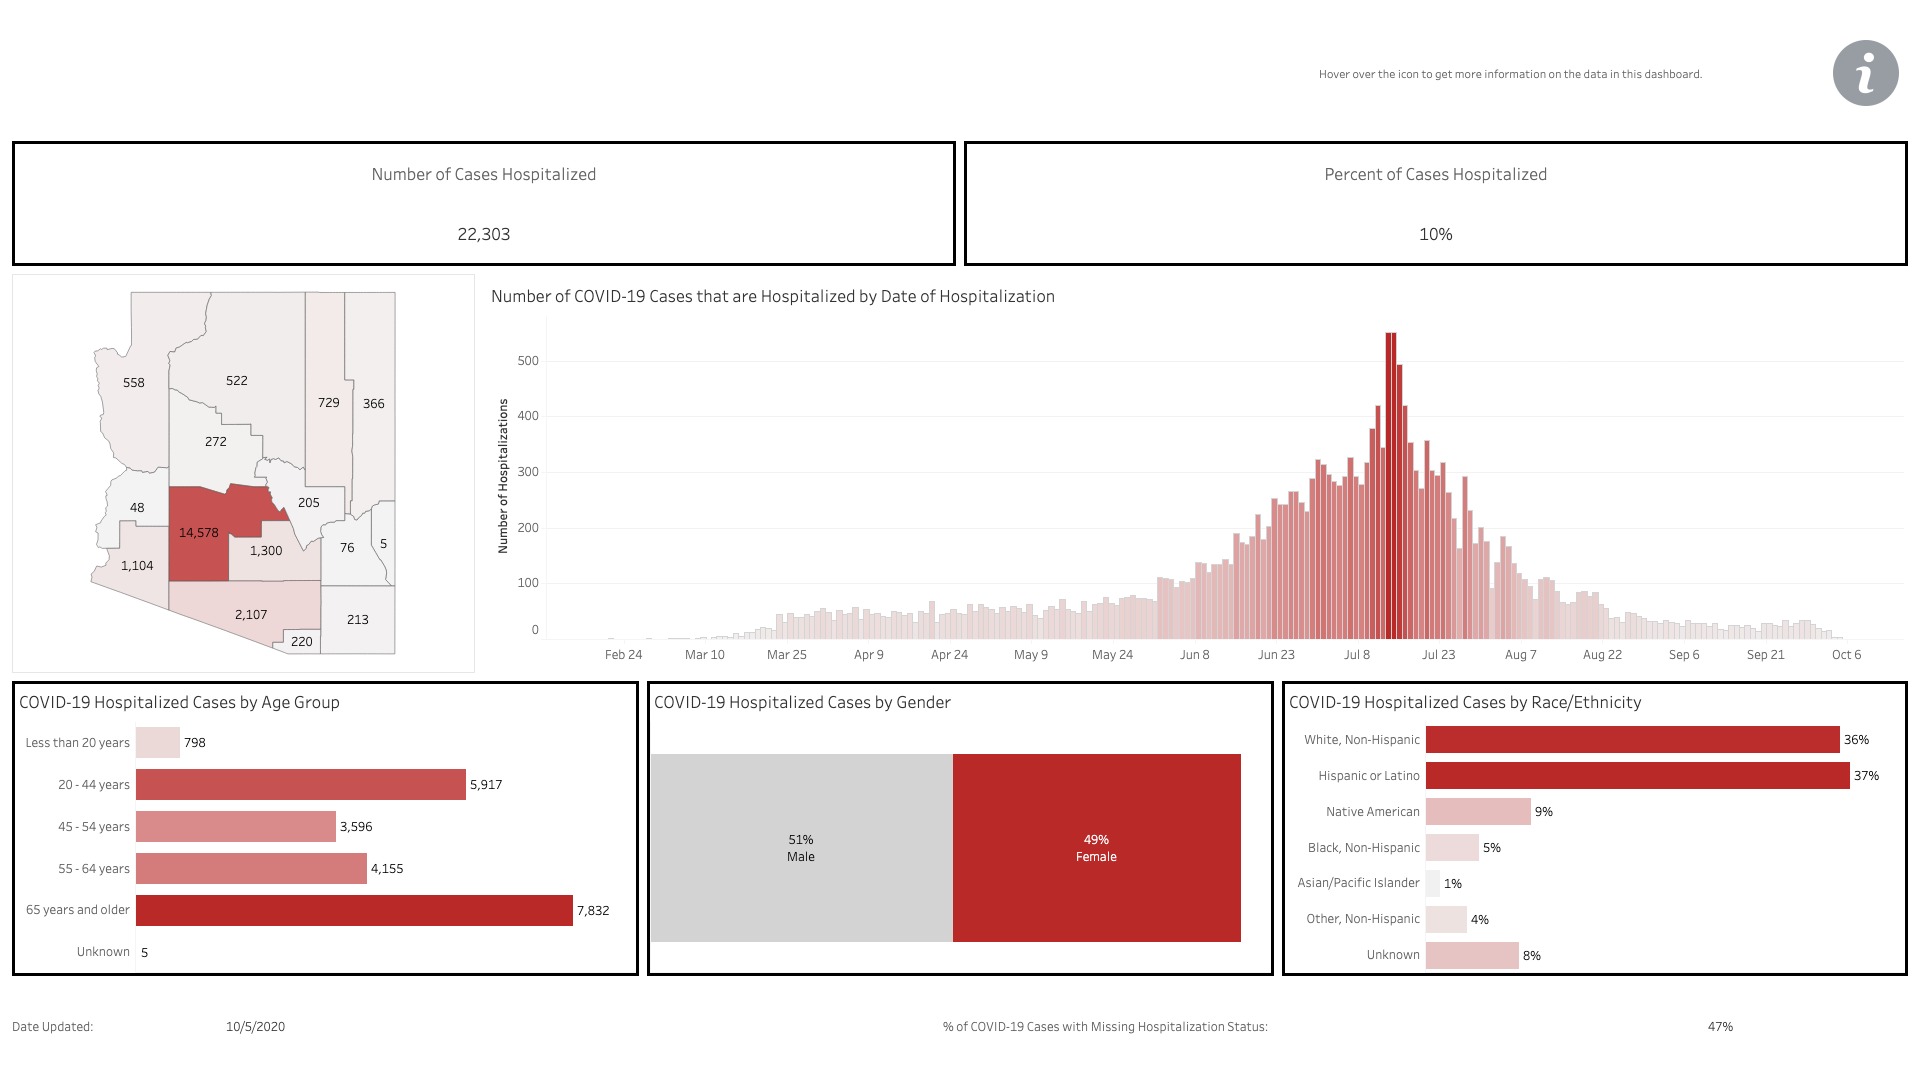 Hover over the icon to get more information on the data in this dashboard.
i
Number of Cases Hospitalized
22,303
Percent of Cases Hospitalized
10%
558
522
729
366
272
48
205
14,578
1,300
76
5
1,104
2,107
213
220
Number of COVID-19 Cases that are Hospitalized by Date of Hospitalization
Number of Hospitalizations
500
400
300
200
100
0
Feb 24 Mar 10 Mar 25 Apr 9 Apr 24 May 9 May 24 Jun 8 Jun 23 Jul 8 Jul 23 Aug 7 Aug 22 Sep 6 Sep 21 Oct 6
COVID-19 Hospitalized Cases by Age Group
Less than 20 years 798
20 - 44 years 5,917
45 - 54 years 3,596
55 - 64 years 4,155
65 years and older 7,832
Unknown 5
COVID-19 Hospitalized Cases by Gender
51%
Male
49%
Female
COVID-19 Hospitalized Cases by Race/Ethnicity
White, Non-Hispanic 36%
Hispanic or Latino 37%
Native American 9%
Black, Non-Hispanic 5%
Asian/Pacific Islander 1%
Other, Non-Hispanic 4%
Unknown 8%
Date Updated: 10/5/2020
% of COVID-19 Cases with Missing Hospitalization Status: 47%